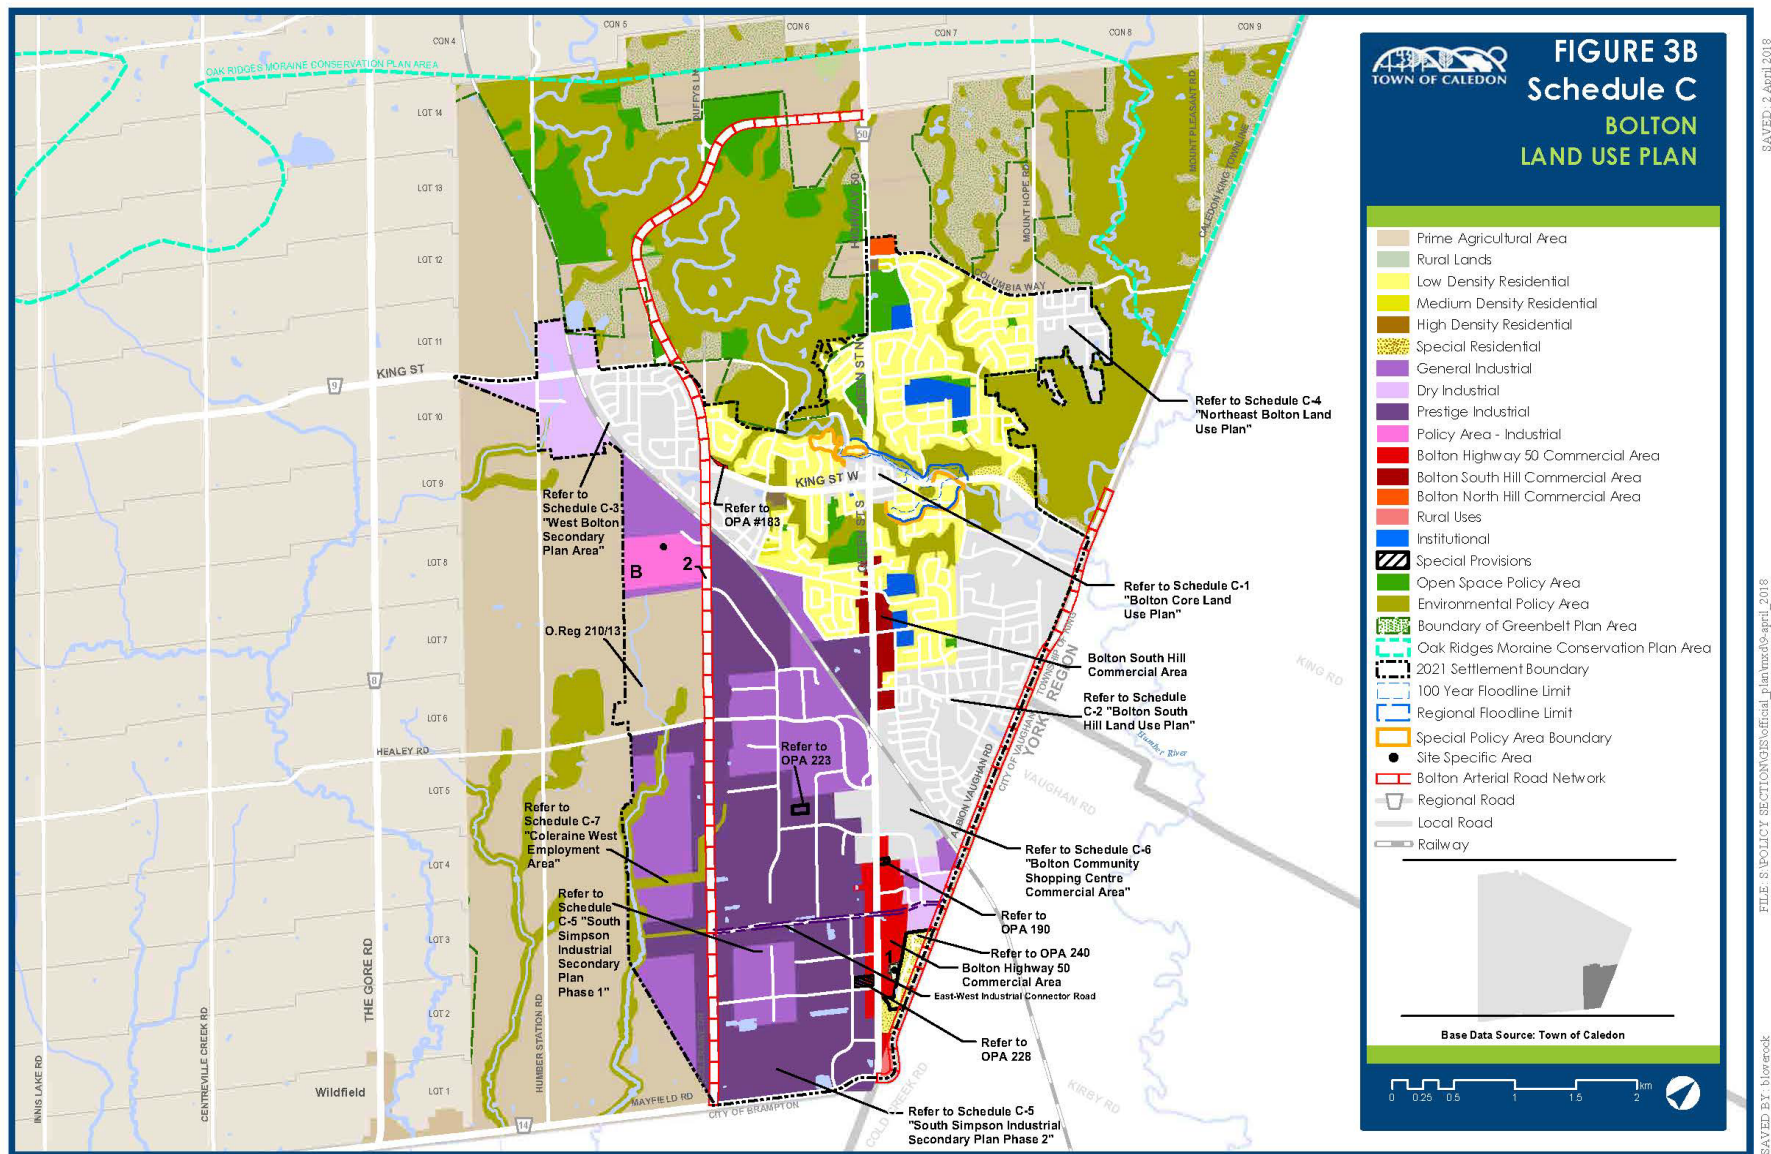 CON 4
CON 5
CON 6
CON 7
CON 8
CON 9
OAK RIDGES MORAINE CONSERVATION PLAN AREA
LOT 14
LOT 13
LOT 12
LOT 11
LOT 10
LOT 9
LOT 8
LOT 7
LOT 6
LOT 5
LOT 4
LOT 3
LOT 2
LOT 1
50
MOUNT PLEASANT RD
CALEDON KING TOWNLINE
MOUNT HOPE RD
COLUMBIA WAY
KING ST
9
KING ST W
8
HEALEY RD
THE GORE RD
INNIS LAKE RD
CENTREVILLE CREEK RD
HUMBER STATION RD
Wildfield
14
MAYFIELD RD
CITY OF BRAMPTON
COLD CREEK RD
KIRBY RD
KING RD
VAUGHAN RD
Humber River
ALBION VAUGHAN RD
CITY OF VAUGHAN
TOWNSHIP OF KING
YORK REGION
Refer to Schedule C-4
"Northeast Bolton Land
Use Plan"
Refer to
Schedule C-3
"West Bolton
Secondary
Plan Area"
Refer to
OPA #183
B
2
O.Reg 210/13
Refer to Schedule C-1
"Bolton Core Land
Use Plan"
Bolton South Hill
Commercial Area
Refer to Schedule
C-2 "Bolton South
Hill Land Use Plan"
Refer to
OPA 223
Refer to
Schedule C-7
"Coleraine West
Employment
Area"
Refer to Schedule C-6
"Bolton Community
Shopping Centre
Commercial Area"
Refer to
Schedule
C-5 "South
Simpson
Industrial
Secondary
Plan
Phase 1"
Refer to
OPA 190
Refer to OPA 240
1
Bolton Highway 50
Commercial Area
East-West Industrial Connector Road
Refer to
OPA 228
Refer to Schedule C-5
"South Simpson Industrial
Secondary Plan Phase 2"
TOWN OF CALEDON
FIGURE 3B
Schedule C
BOLTON
LAND USE PLAN
Prime Agricultural Area
Rural Lands
Low Density Residential
Medium Density Residential
High Density Residential
Special Residential
General Industrial
Dry Industrial
Prestige Industrial
Policy Area - Industrial
Bolton Highway 50 Commercial Area
Bolton South Hill Commercial Area
Bolton North Hill Commercial Area
Rural Uses
Institutional
Special Provisions
Open Space Policy Area
Environmental Policy Area
Boundary of Greenbelt Plan Area
Oak Ridges Moraine Conservation Plan Area
2021 Settlement Boundary
100 Year Floodline Limit
Regional Floodline Limit
Special Policy Area Boundary
Site Specific Area
Bolton Arterial Road Network
Regional Road
Local Road
Railway
Base Data Source: Town of Caledon
km
0 0.25 0.5 1 1.5 2
SAVED: 2 April 2018
SAVED BY: bloverock